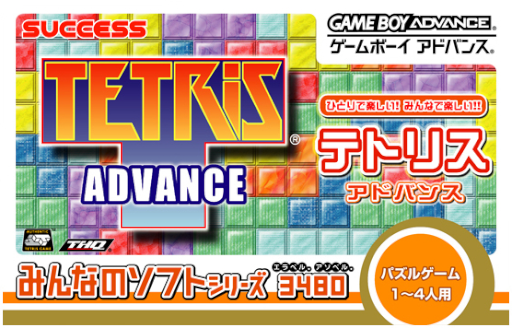 SUCCESS
GAME BOY ADVANCE
ゲームボーイ アドバンス
TETRIS®
ADVANCE
ひとりで楽しい! みんなで楽しい!!!
テトリス
アドバンス
AUTHENTIC
TETRIS GAME
THQ
みんなのソフトシリーズ
エラベル。アソベル。
3480
パズルゲーム
1〜4人用